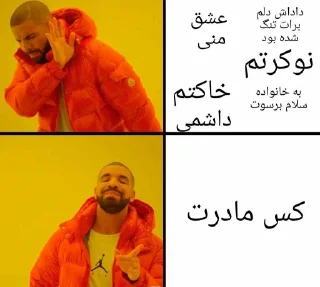 داداش دلم
برات تنگ
شده بود
عشق
منی
نوکرتم
به خانواده
سلام برسوت
خاکتم
داشمی
کس مادرت